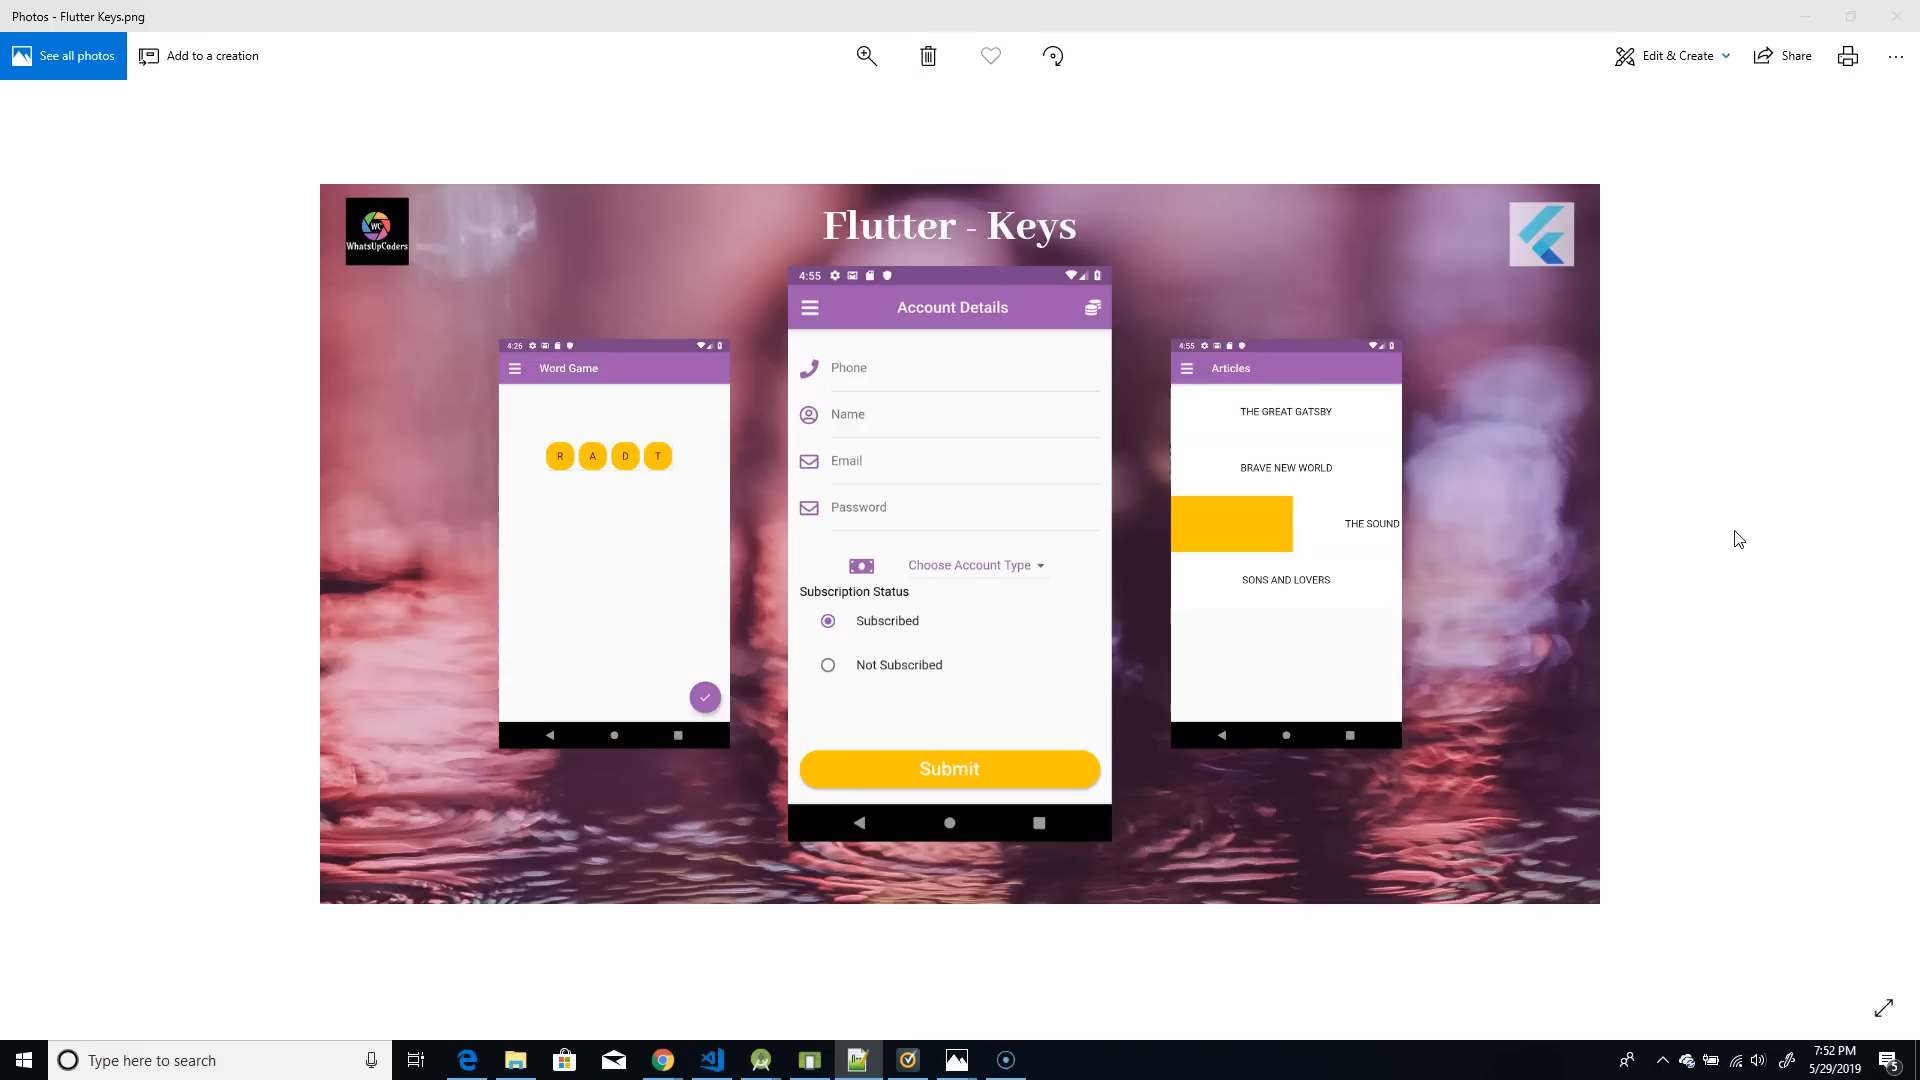 Photos - Flutter Keys.png
See all photos
Add to a creation
Edit & Create
Share
Flutter - Keys
WC
WhatsUpCoders
4:26
Word Game
R A D T
4:55
Account Details
Phone
Name
Email
Password
Choose Account Type
Subscription Status
Subscribed
Not Subscribed
Submit
4:55
Articles
THE GREAT GATSBY
BRAVE NEW WORLD
THE SOUND
SONS AND LOVERS
Type here to search
7:52 PM
5/29/2019
5